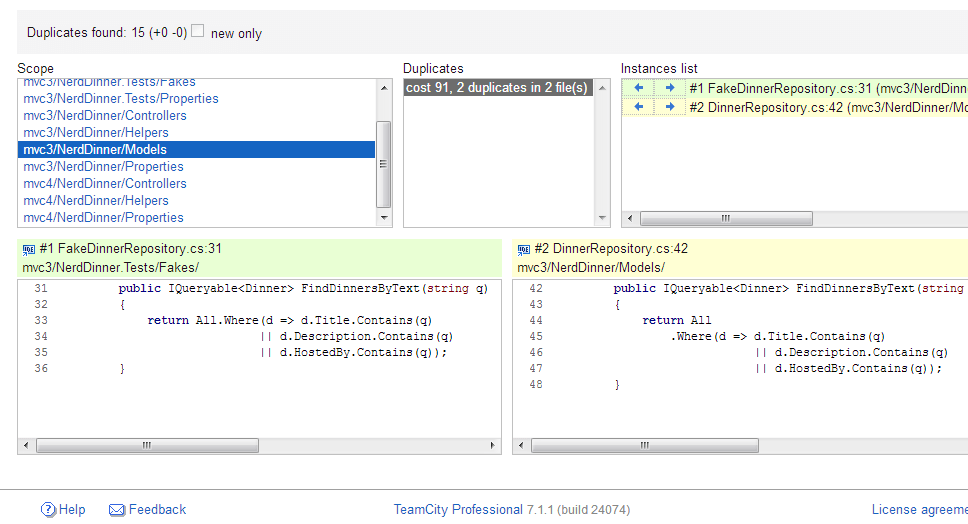 Duplicates found: 15 (+0 -0) new only
Scope
mvc3/NerdDinner.Tests/Fakes
mvc3/NerdDinner.Tests/Properties
mvc3/NerdDinner/Controllers
mvc3/NerdDinner/Helpers
mvc3/NerdDinner/Models
mvc3/NerdDinner/Properties
mvc4/NerdDinner/Controllers
mvc4/NerdDinner/Helpers
mvc4/NerdDinner/Properties
Duplicates
cost 91, 2 duplicates in 2 file(s)
Instances list
#1 FakeDinnerRepository.cs:31 (mvc3/NerdDinn
#2 DinnerRepository.cs:42 (mvc3/NerdDinner/Mo
#1 FakeDinnerRepository.cs:31
mvc3/NerdDinner.Tests/Fakes/
31 public IQueryable<Dinner> FindDinnersByText(string q)
32 {
33 return All.Where(d => d.Title.Contains(q)
34 || d.Description.Contains(q)
35 || d.HostedBy.Contains(q));
36 }
#2 DinnerRepository.cs:42
mvc3/NerdDinner/Models/
42 public IQueryable<Dinner> FindDinnersByText(string
43 {
44 return All
45 .Where(d => d.Title.Contains(q)
46 || d.Description.Contains(q)
47 || d.HostedBy.Contains(q));
48 }
Help Feedback TeamCity Professional 7.1.1 (build 24074) License agreeme